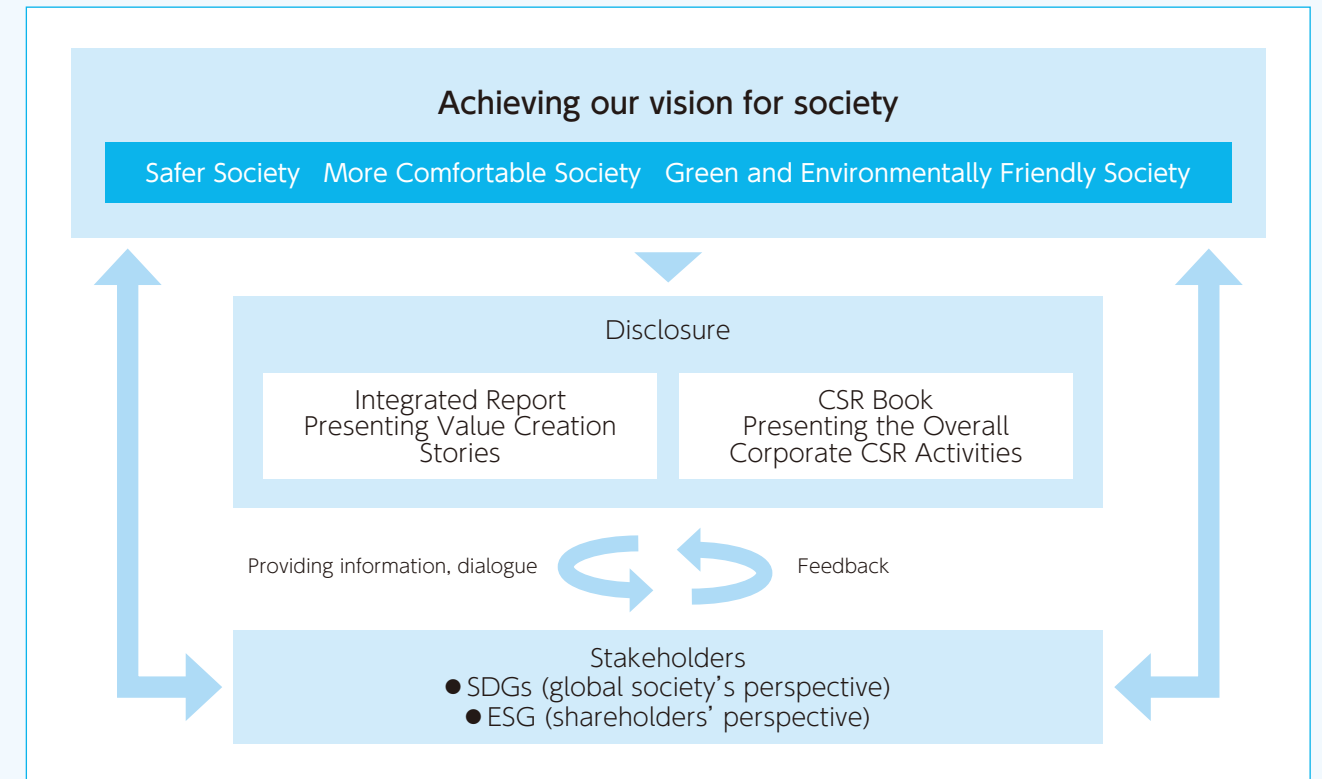 Achieving our vision for society
Safer Society More Comfortable Society Green and Environmentally Friendly Society
Disclosure
Integrated Report
Presenting Value Creation
Stories
CSR Book
Presenting the Overall
Corporate CSR Activities
Providing information, dialogue
Feedback
Stakeholders
● SDGs (global society’s perspective)
● ESG (shareholders’ perspective)